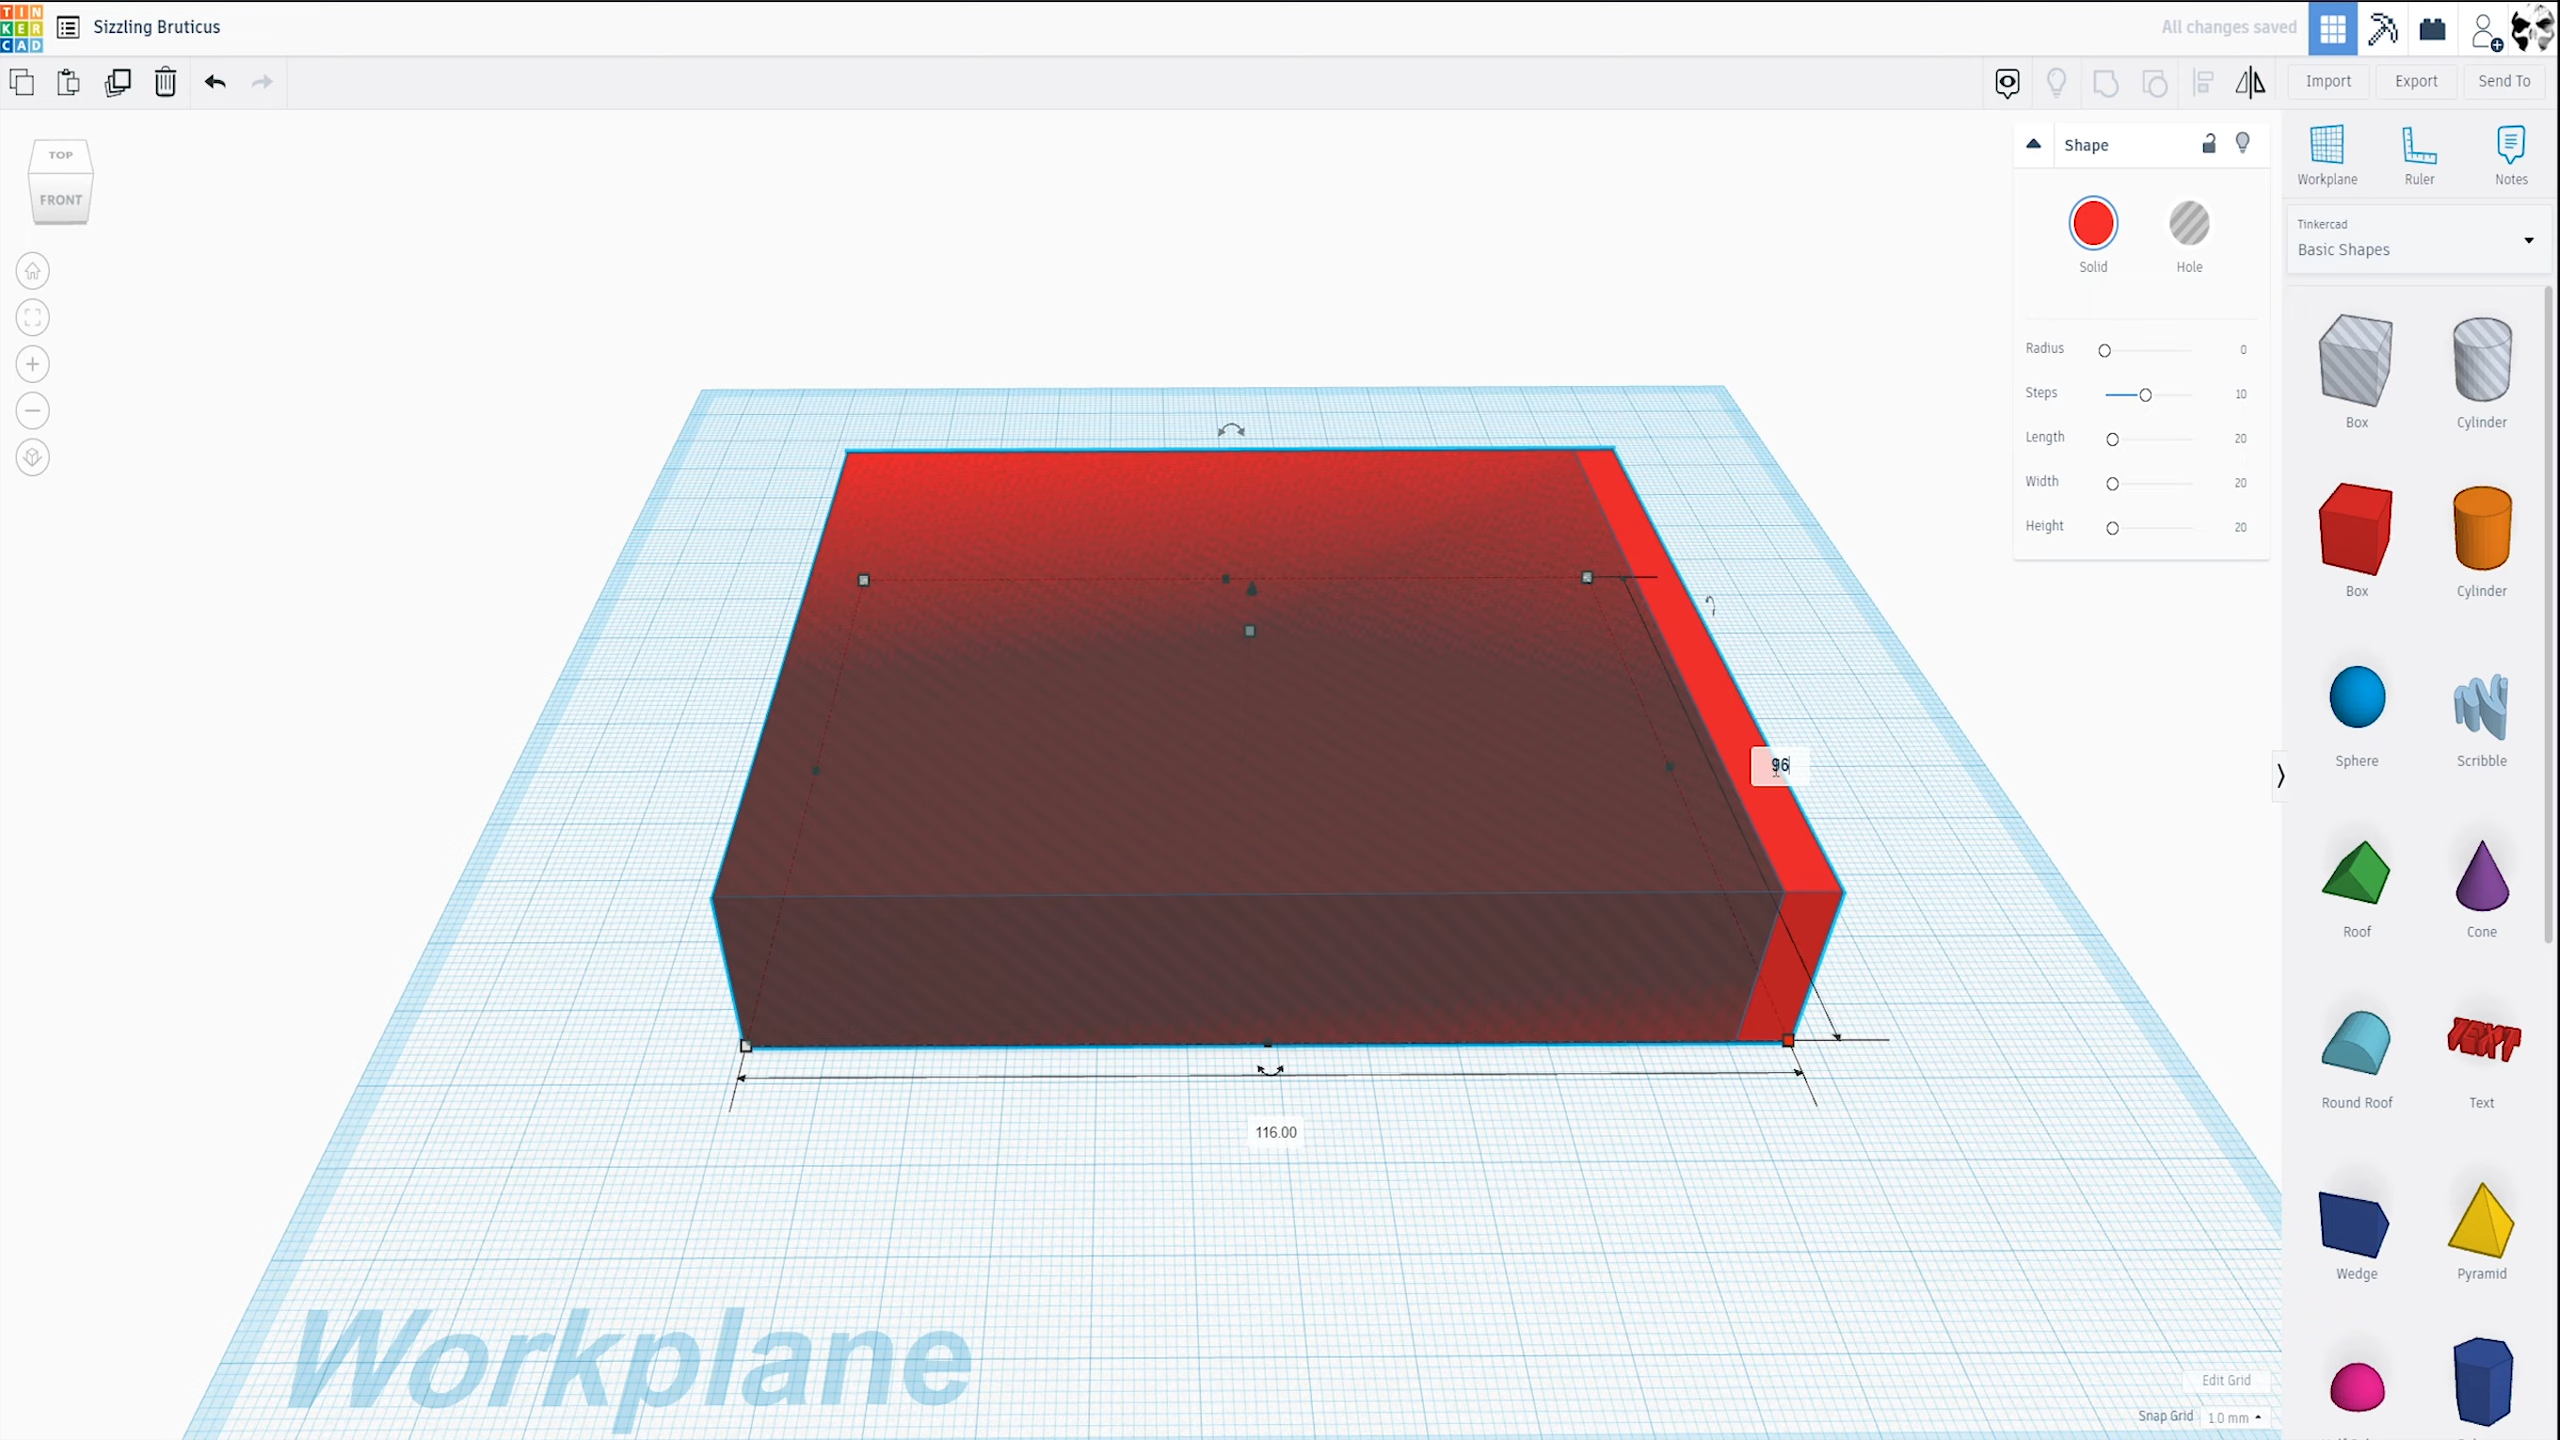 TIN
KER
CAD
Sizzling Bruticus
All changes saved
Import
Export
Send To
TOP
FRONT
Shape
Solid
Hole
Radius 0
Steps 10
Length 20
Width 20
Height 20
Workplane
Ruler
Notes
Tinkercad
Basic Shapes
Box
Cylinder
Box
Cylinder
Sphere
Scribble
Roof
Cone
Round Roof
TEXT
Text
Wedge
Pyramid
96
116.00
Workplane
Edit Grid
Snap Grid 1.0 mm